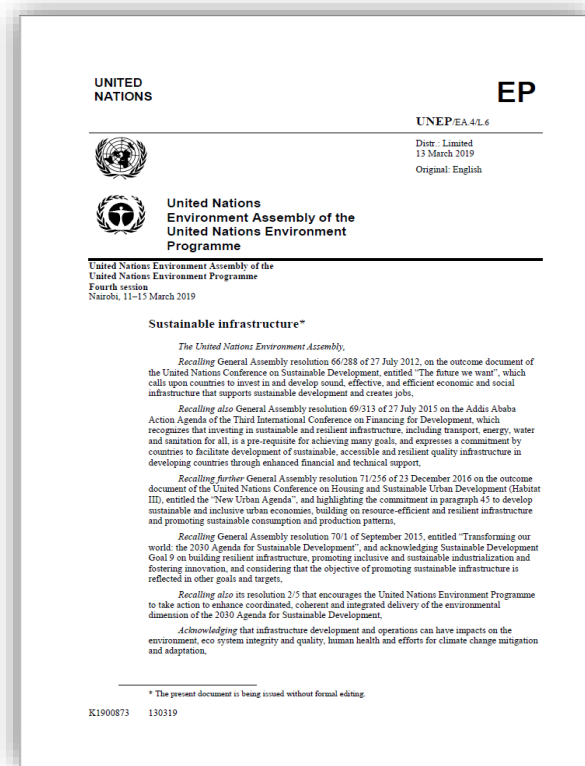 UNITED
NATIONS
EP
UNEP/EA.4/L.6
Distr.: Limited
13 March 2019
Original: English
United Nations
Environment Assembly of the
United Nations Environment
Programme
United Nations Environment Assembly of the
United Nations Environment Programme
Fourth session
Nairobi, 11–15 March 2019
Sustainable infrastructure*
The United Nations Environment Assembly,
Recalling General Assembly resolution 66/288 of 27 July 2012, on the outcome document of
the United Nations Conference on Sustainable Development, entitled “The future we want”, which
calls upon countries to invest in and develop sound, effective, and efficient economic and social
infrastructure that supports sustainable development and creates jobs,
Recalling also General Assembly resolution 69/313 of 27 July 2015 on the Addis Ababa
Action Agenda of the Third International Conference on Financing for Development, which
recognizes that investing in sustainable and resilient infrastructure, including transport, energy, water
and sanitation for all, is a pre-requisite for achieving many goals, and expresses a commitment by
countries to facilitate development of sustainable, accessible and resilient quality infrastructure in
developing countries through enhanced financial and technical support,
Recalling further General Assembly resolution 71/256 of 23 December 2016 on the outcome
document of the United Nations Conference on Housing and Sustainable Urban Development (Habitat
III), entitled the “New Urban Agenda”, and highlighting the commitment in paragraph 45 to develop
sustainable and inclusive urban economies, building on resource-efficient and resilient infrastructure
and promoting sustainable consumption and production patterns,
Recalling General Assembly resolution 70/1 of September 2015, entitled “Transforming our
world: the 2030 Agenda for Sustainable Development”, and acknowledging Sustainable Development
Goal 9 on building resilient infrastructure, promoting inclusive and sustainable industrialization and
fostering innovation, and considering that the objective of promoting sustainable infrastructure is
reflected in other goals and targets,
Recalling also its resolution 2/5 that encourages the United Nations Environment Programme
to take action to enhance coordinated, coherent and integrated delivery of the environmental
dimension of the 2030 Agenda for Sustainable Development,
Acknowledging that infrastructure development and operations can have impacts on the
environment, eco system integrity and quality, human health and efforts for climate change mitigation
and adaptation,
* The present document is being issued without formal editing.
K1900873 130319